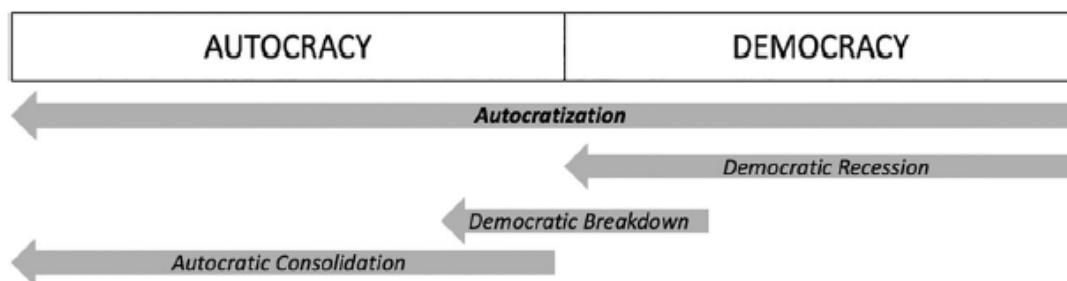 AUTOCRACY DEMOCRACY
Autocratization
Democratic Recession
Democratic Breakdown
Autocratic Consolidation